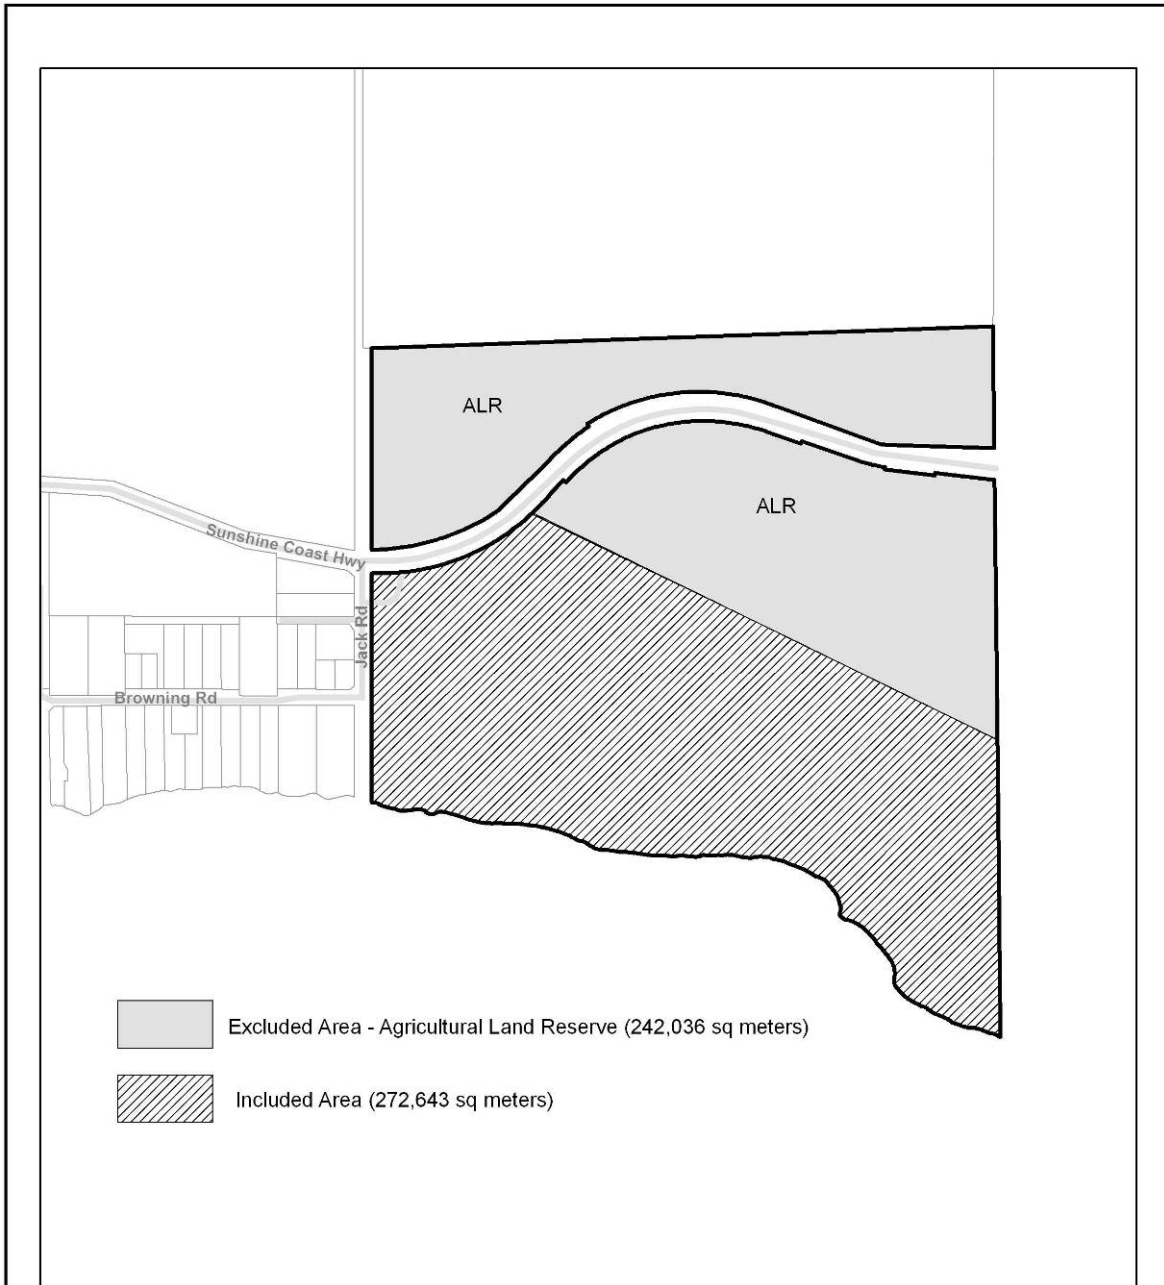 ALR
ALR
Sunshine Coast Hwy
Jack Rd
Browning Rd
Excluded Area - Agricultural Land Reserve (242,036 sq meters)
Included Area (272,643 sq meters)